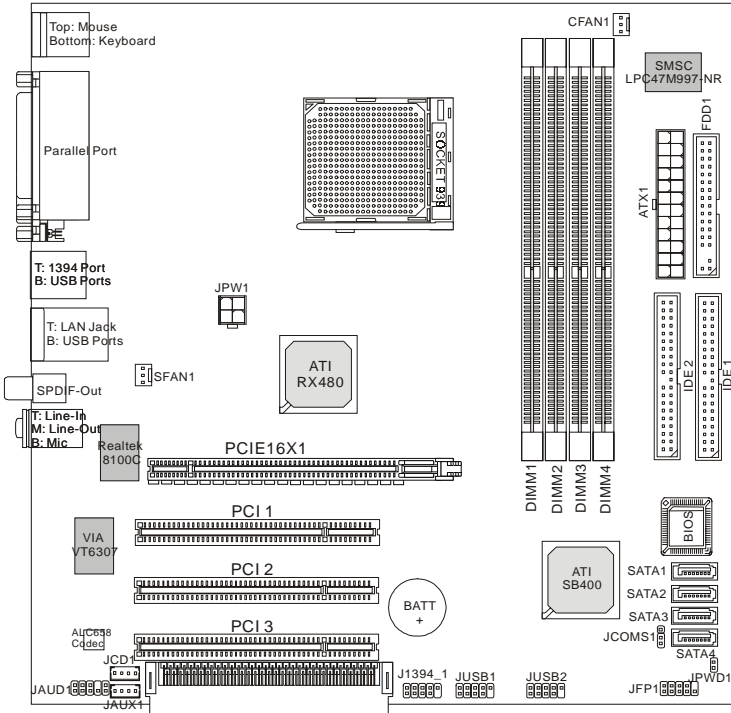 Top: Mouse
Bottom: Keyboard
CFAN1
SMSC
LPC47M997-NR
FDD1
Parallel Port
SOCKET 939
ATX1
T: 1394 Port
B: USB Ports
JPW1
T: LAN Jack
B: USB Ports
SFAN1
ATI
RX480
IDE 2
IDE 1
SPDIF-Out
T: Line-In
M: Line-Out
B: Mic
Realtek
8100C
PCIE16X1
DIMM1
DIMM2
DIMM3
DIMM4
PCI 1
BIOS
VIA
VT6307
PCI 2
ATI
SB400
SATA1
SATA2
BATT
+
SATA3
ALC658
Codec
PCI 3
JCOMS1
SATA4
JCD1
J1394_1
JUSB1
JUSB2
JPWD1
JAUD1
JAUX1
JFP1